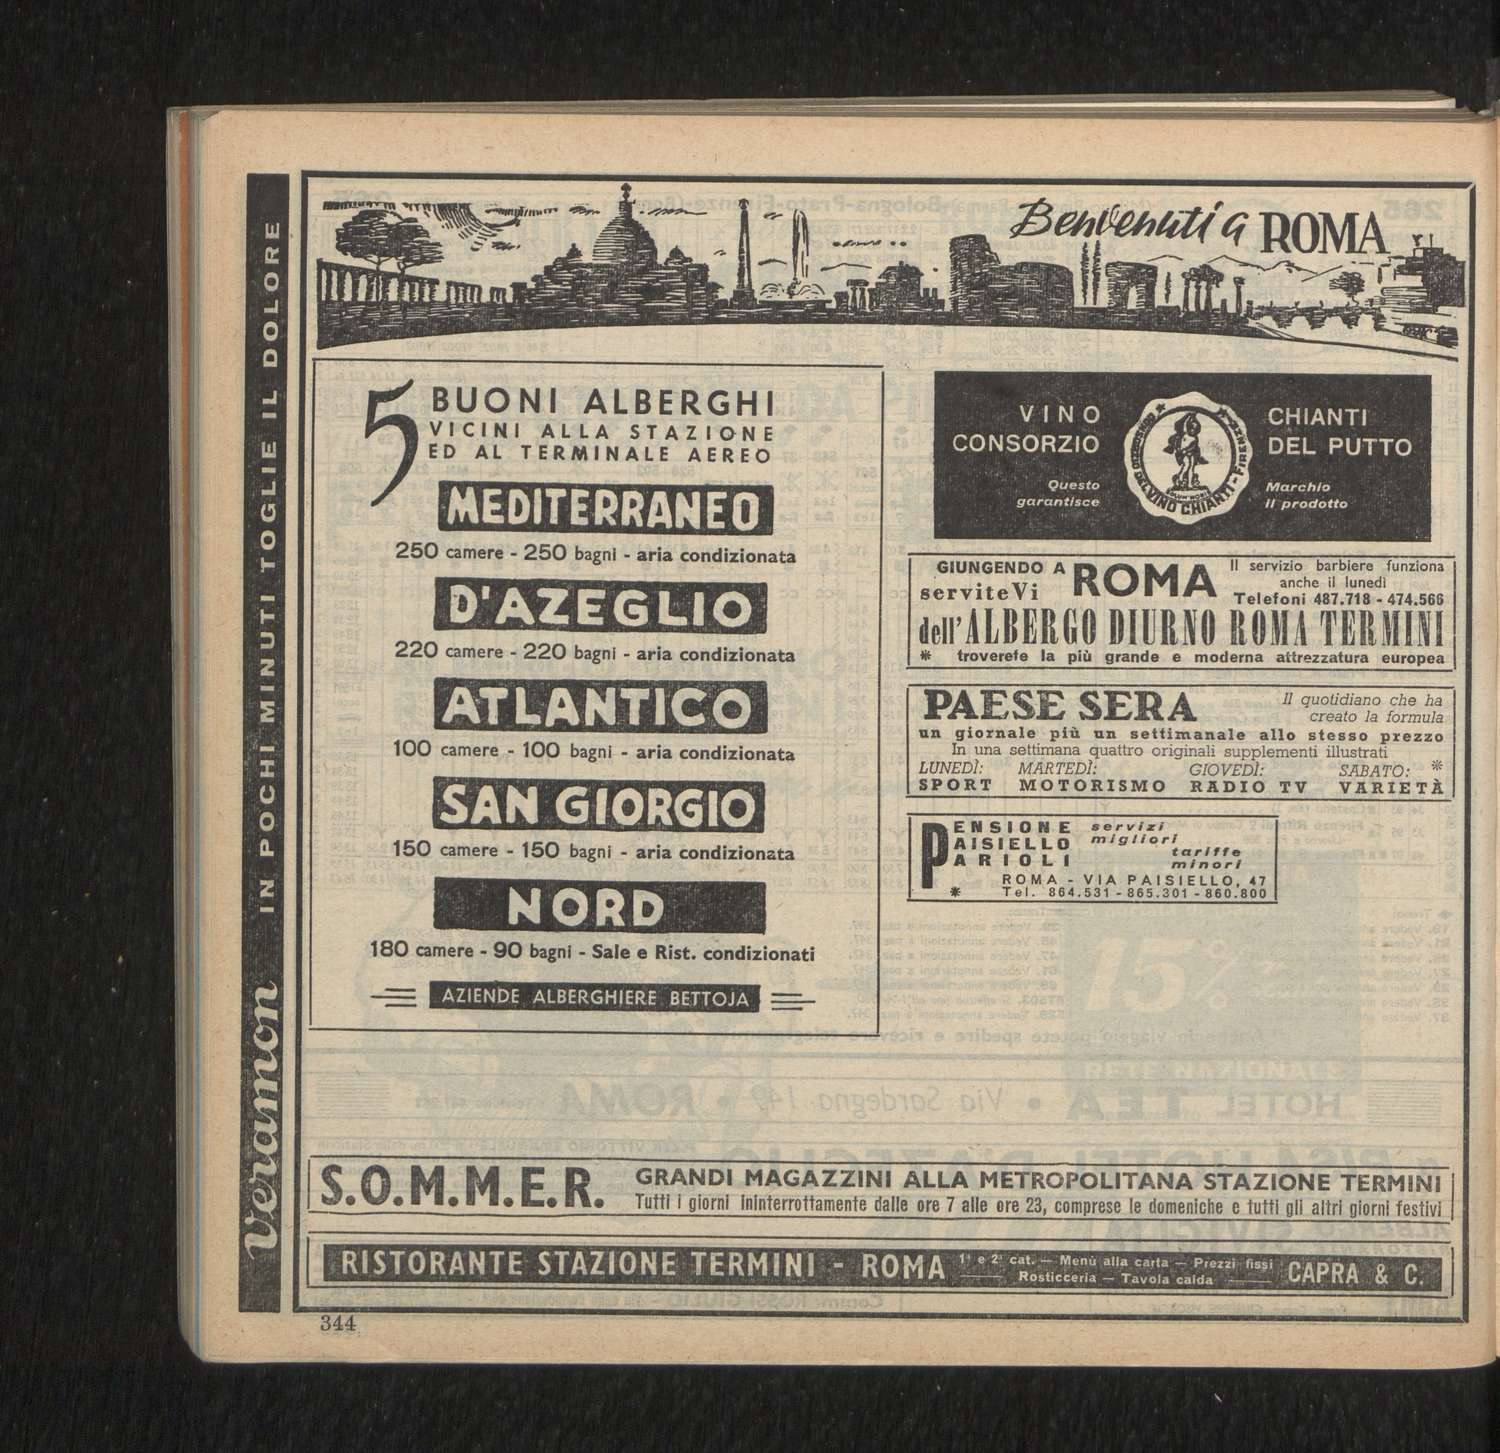 Veramon IN POCHI MINUTI TOGLIE IL DOLORE
Benvenuti a ROMA
5 BUONI ALBERGHI
VICINI ALLA STAZIONE
ED AL TERMINALE AEREO
MEDITERRANEO
250 camere - 250 bagni - aria condizionata
D'AZEGLIO
220 camere - 220 bagni - aria condizionata
ATLANTICO
100 camere - 100 bagni - aria condizionata
SAN GIORGIO
150 camere - 150 bagni - aria condizionata
NORD
180 camere - 90 bagni - Sale e Rist. condizionati
AZIENDE ALBERGHIERE BETTOJA
VINO CHIANTI
CONSORZIO DEL PUTTO
Questo Marchio
garantisce il prodotto
VINO CHIANTI
GIUNGENDO A ROMA
serviteVi
Il servizio barbiere funziona
anche il lunedì
Telefoni 487.718 - 474.566
dell'ALBERGO DIURNO ROMA TERMINI
* troverete la più grande e moderna attrezzatura europea
PAESE SERA
Il quotidiano che ha
creato la formula
un giornale più un settimanale allo stesso prezzo
In una settimana quattro originali supplementi illustrati
LUNEDÌ: MARTEDÌ: GIOVEDÌ: SABATO: *
SPORT MOTORISMO RADIO TV VARIETÀ
PENSIONE servizi
PAISIELLO migliori
PARIOLI tariffe
minori
ROMA - VIA PAISIELLO, 47
* Tel. 864.531 - 865.301 - 860.800
S.O.M.M.E.R. GRANDI MAGAZZINI ALLA METROPOLITANA STAZIONE TERMINI
Tutti i giorni ininterrottamente dalle ore 7 alle ore 23, comprese le domeniche e tutti gli altri giorni festivi
RISTORANTE STAZIONE TERMINI - ROMA
1ª e 2ª cat. — Menù alla carta — Prezzi fissi
Rosticceria — Tavola calda
CAPRA & C.
344